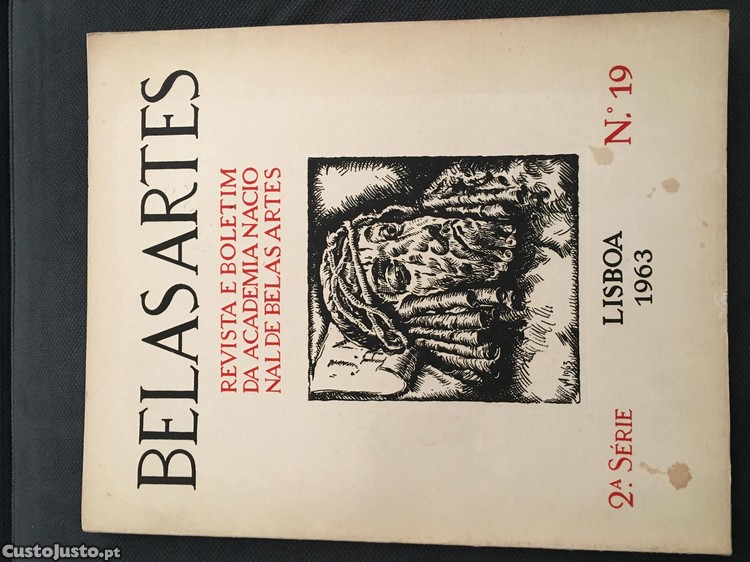 BELAS ARTES
REVISTA E BOLETIM
DA ACADEMIA NACIO
NAL DE BELAS ARTES
2.ª SÉRIE
LISBOA
1963
N.º 19
CustoJusto.pt